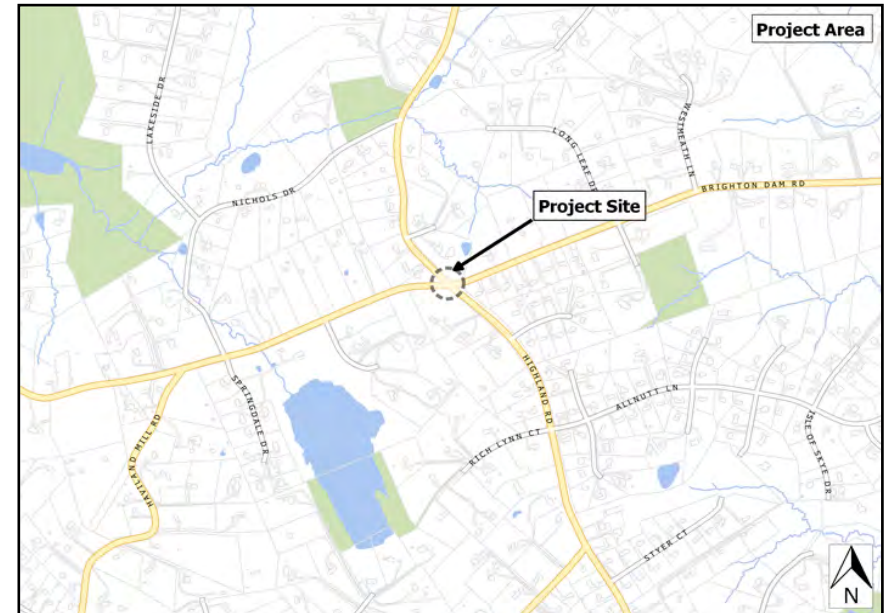 Project Area
LAKESIDE DR
NICHOLS DR
LONG LEAF DR
WESTMEATH LN
BRIGHTON DAM RD
Project Site
HIGHLAND RD
SPRINGDALE DR
HAVILAND MILL RD
ALLNUTT LN
RICH LYNN CT
ISLE OF SKYE DR
STYER CT
N